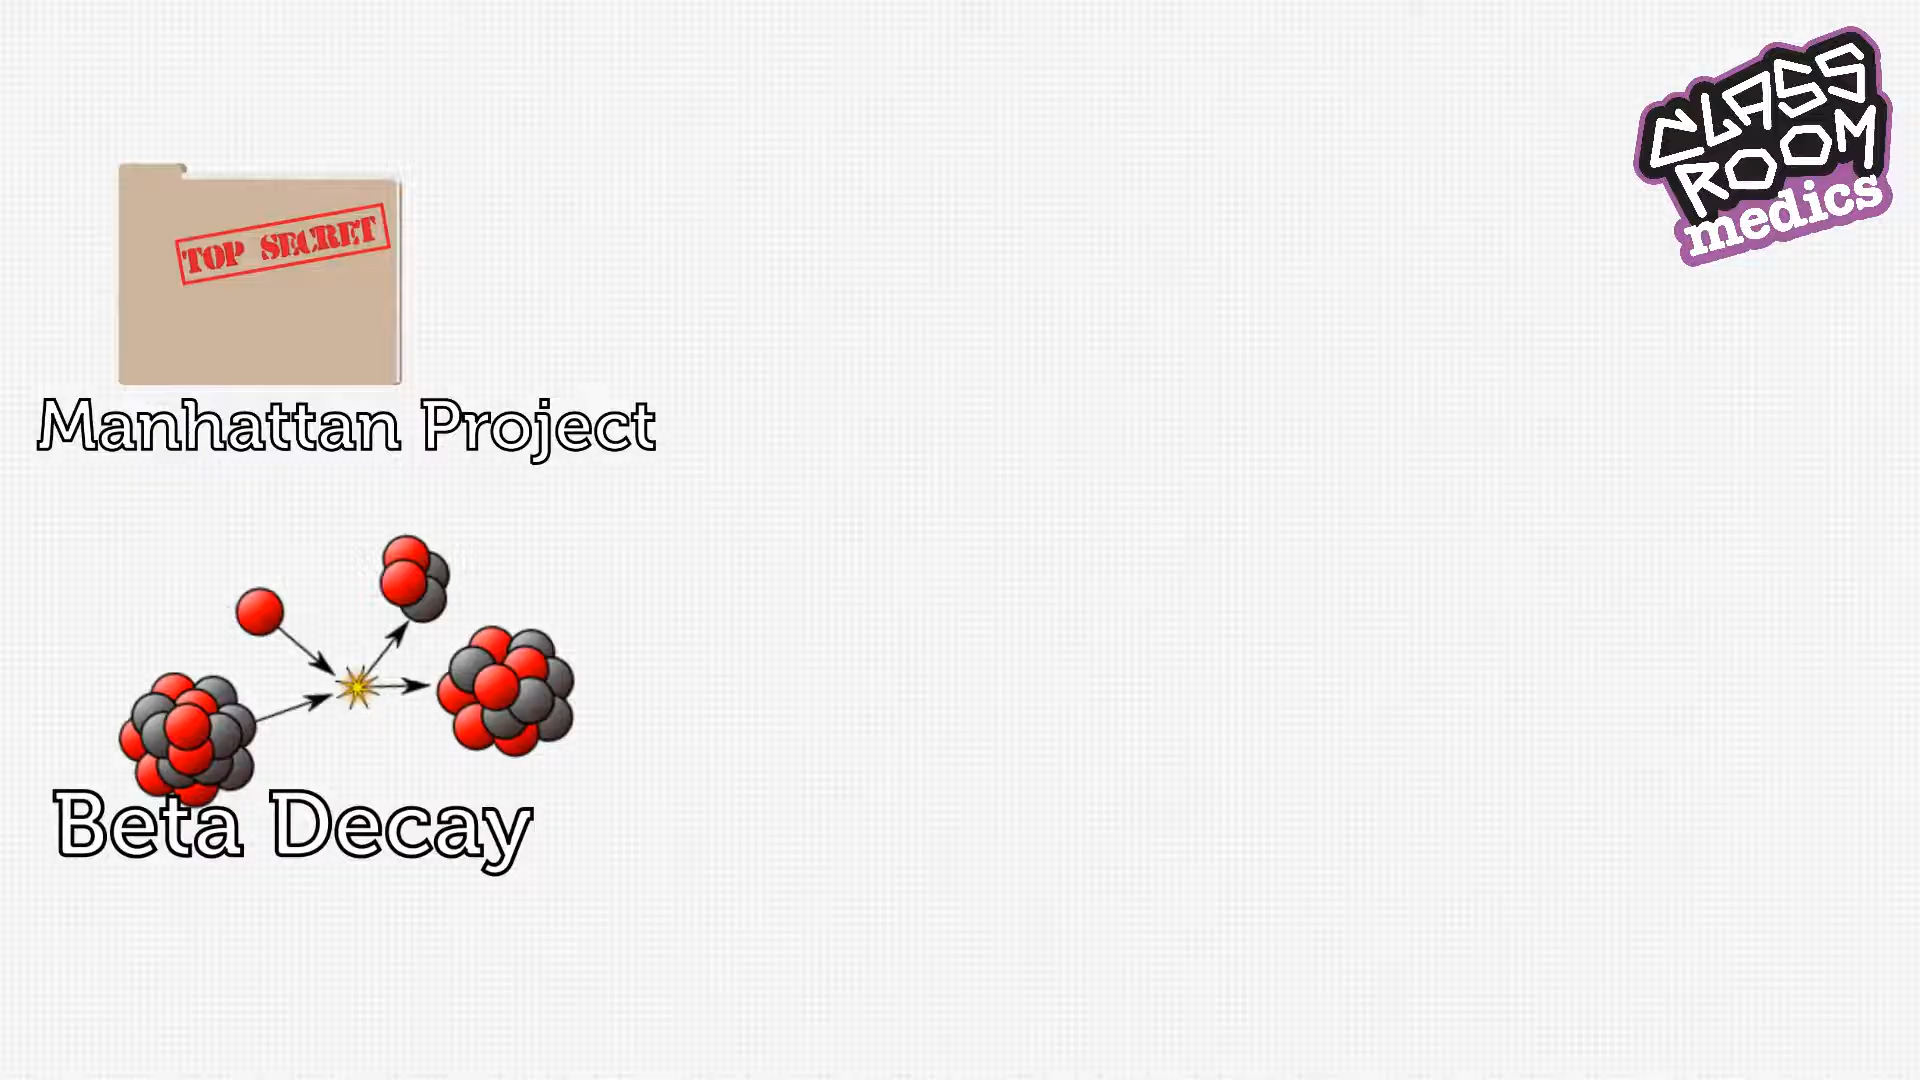 CLASS
ROOM
medics
TOP SECRET
Manhattan Project
Beta Decay